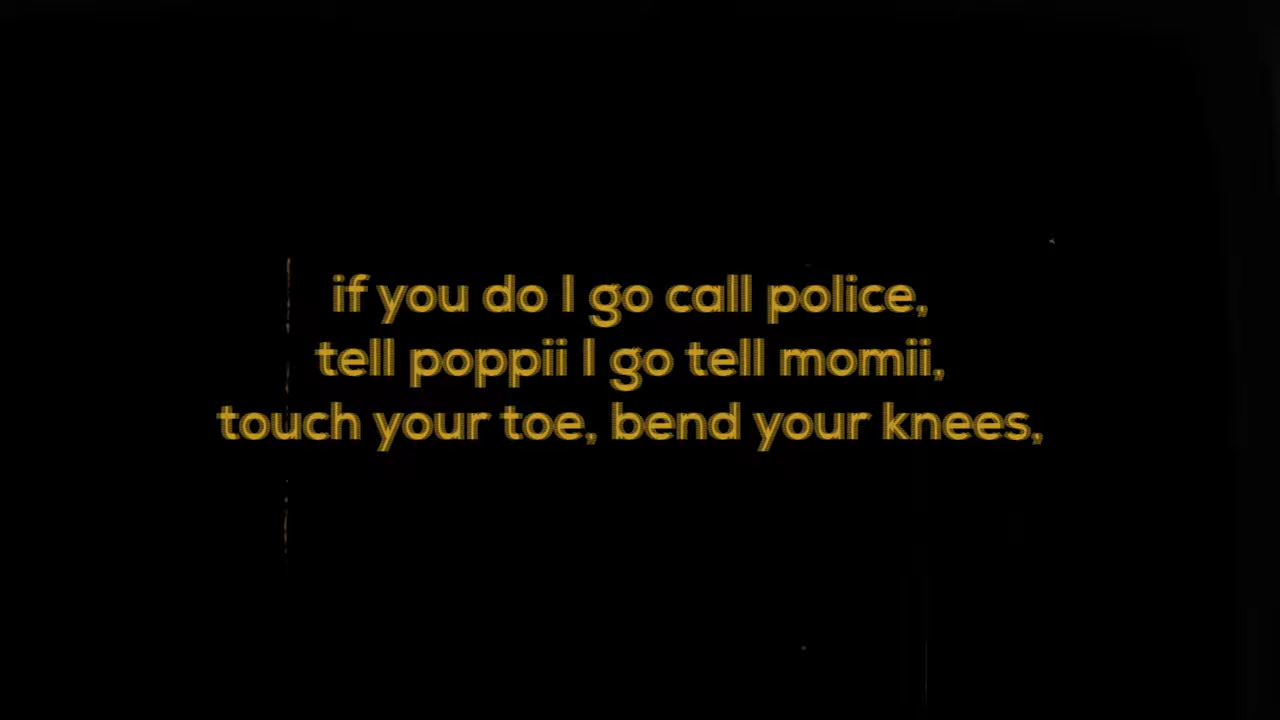 if you do I go call police,
tell poppii I go tell momii,
touch your toe, bend your knees,